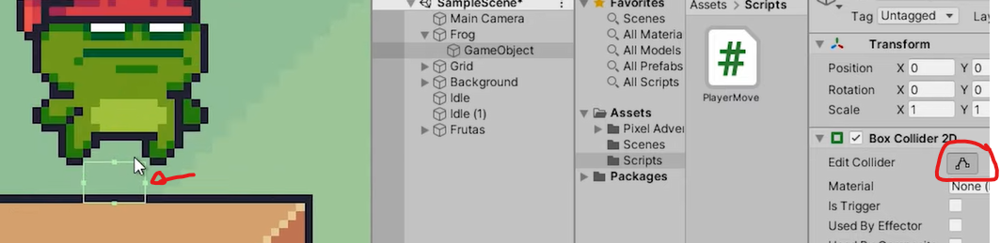 SampleScene*
Main Camera
Frog
GameObject
Grid
Background
Idle
Idle (1)
Frutas
Favorites
Scenes
All Materia
All Models
All Prefabs
All Scripts
Assets
Pixel Adver
Scenes
Scripts
Packages
Assets > Scripts
#
PlayerMove
Tag Untagged Lay
Transform
Position X 0 Y 0
Rotation X 0 Y 0
Scale X 1 Y 1
Box Collider 2D
Edit Collider
Material None (
Is Trigger
Used By Effector